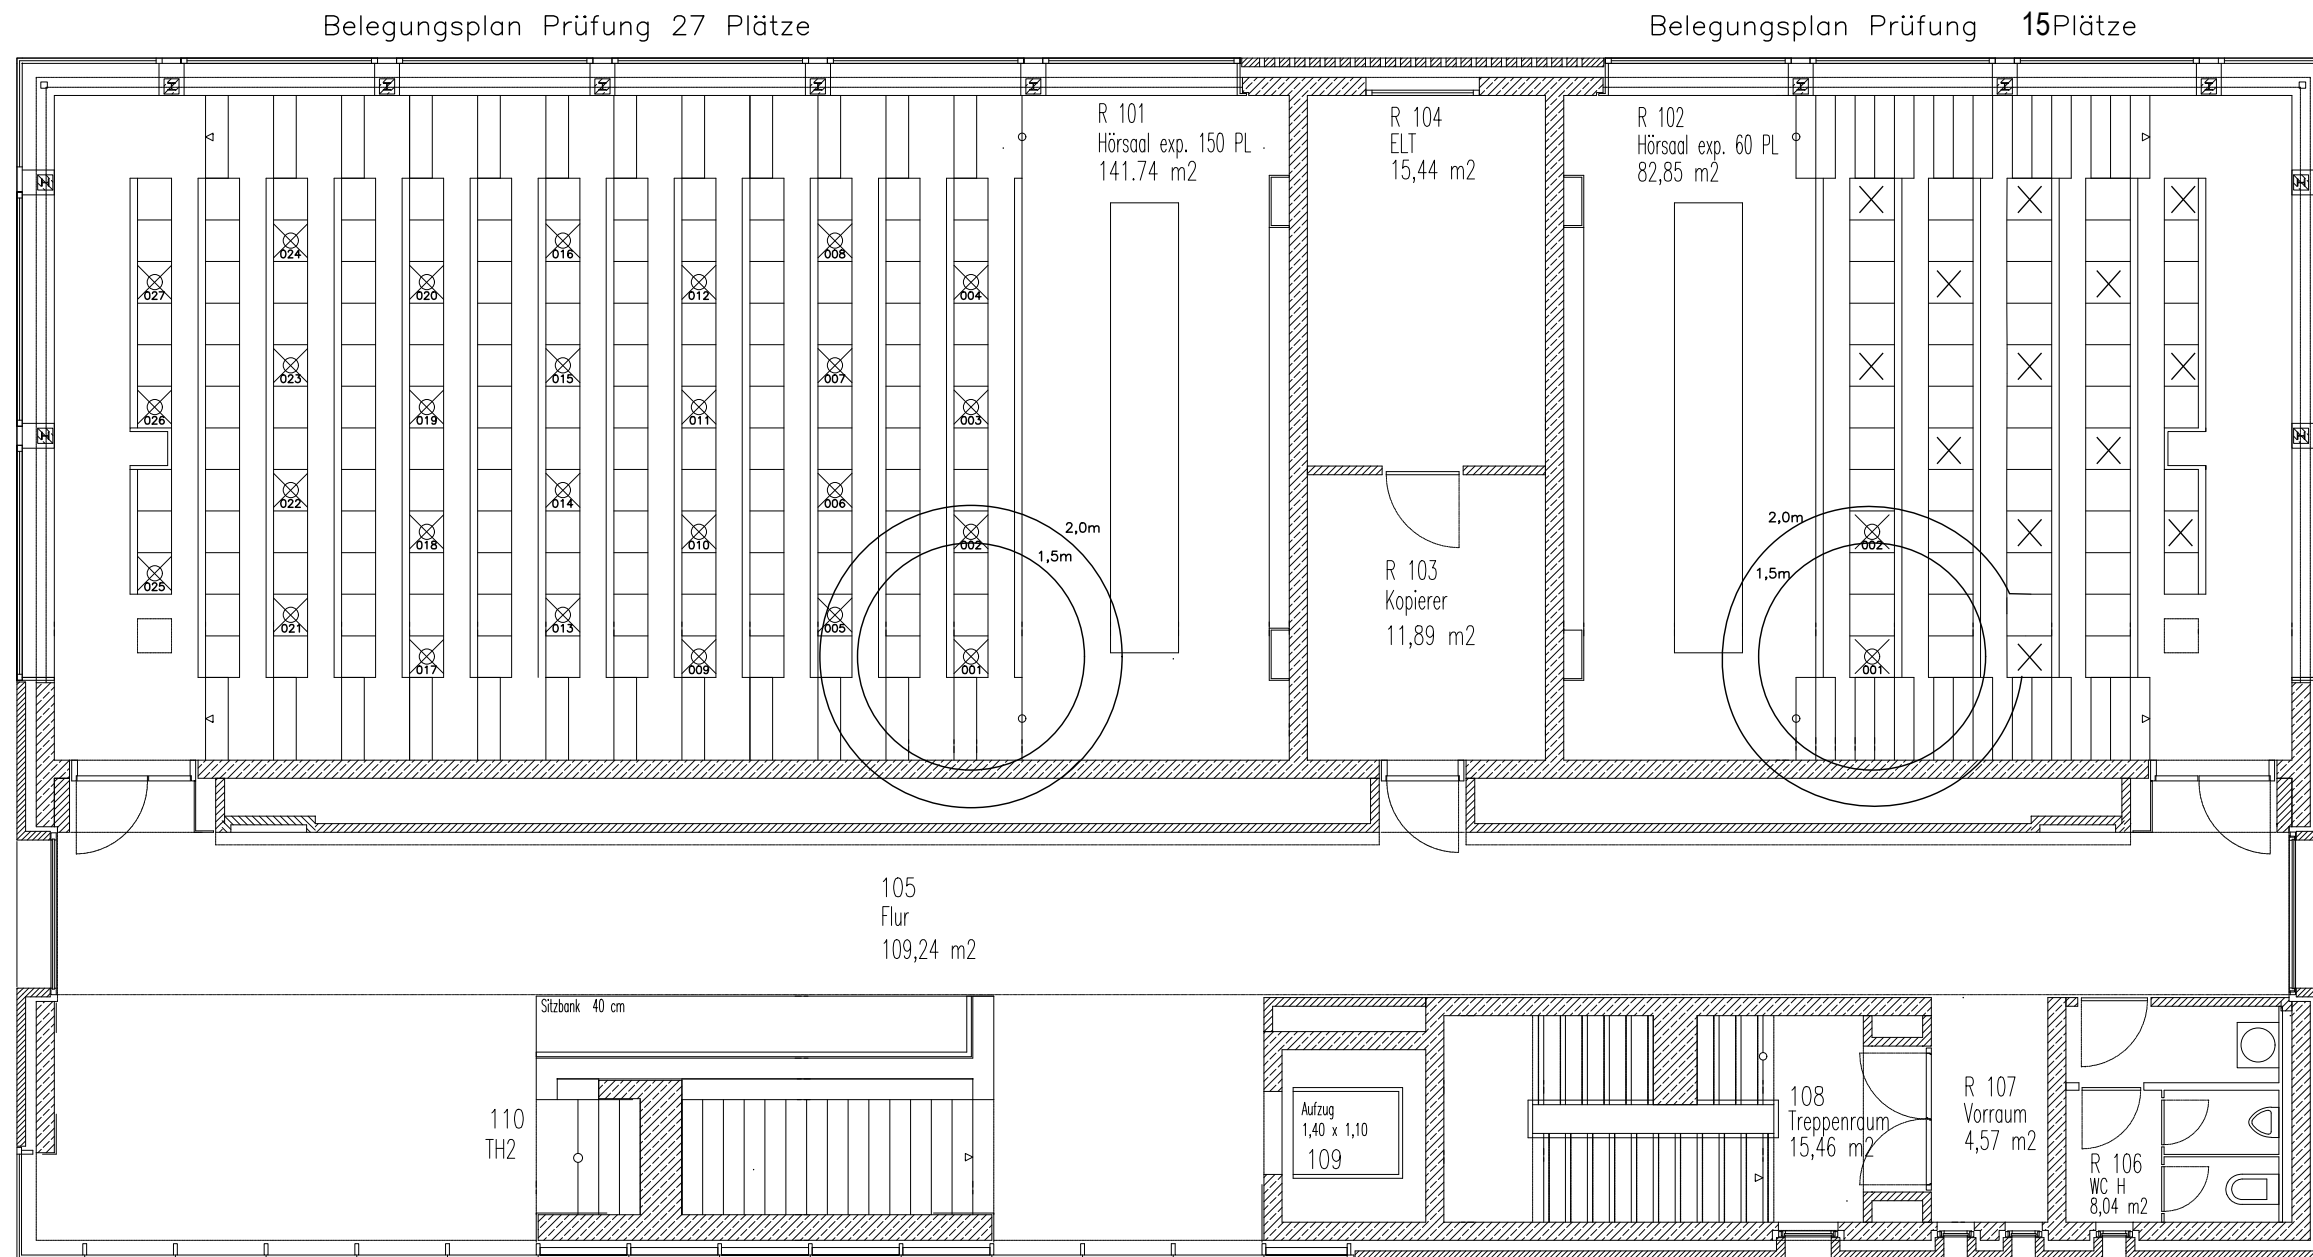 Belegungsplan Prüfung 27 Plätze
Belegungsplan Prüfung 15Plätze
R 101
Hörsaal exp. 150 PL
141.74 m2
R 104
ELT
15,44 m2
R 102
Hörsaal exp. 60 PL
82,85 m2
024
016
008
027
020
012
004
023
015
007
026
019
011
003
022
014
006
018
010
002
2,0m
1,5m
025
021
013
005
017
009
001
2,0m
002
1,5m
001
R 103
Kopierer
11,89 m2
105
Flur
109,24 m2
Sitzbank 40 cm
110
TH2
Aufzug
1,40 x 1,10
109
108
Treppenraum
15,46 m2
R 107
Vorraum
4,57 m2
R 106
WC H
8,04 m2